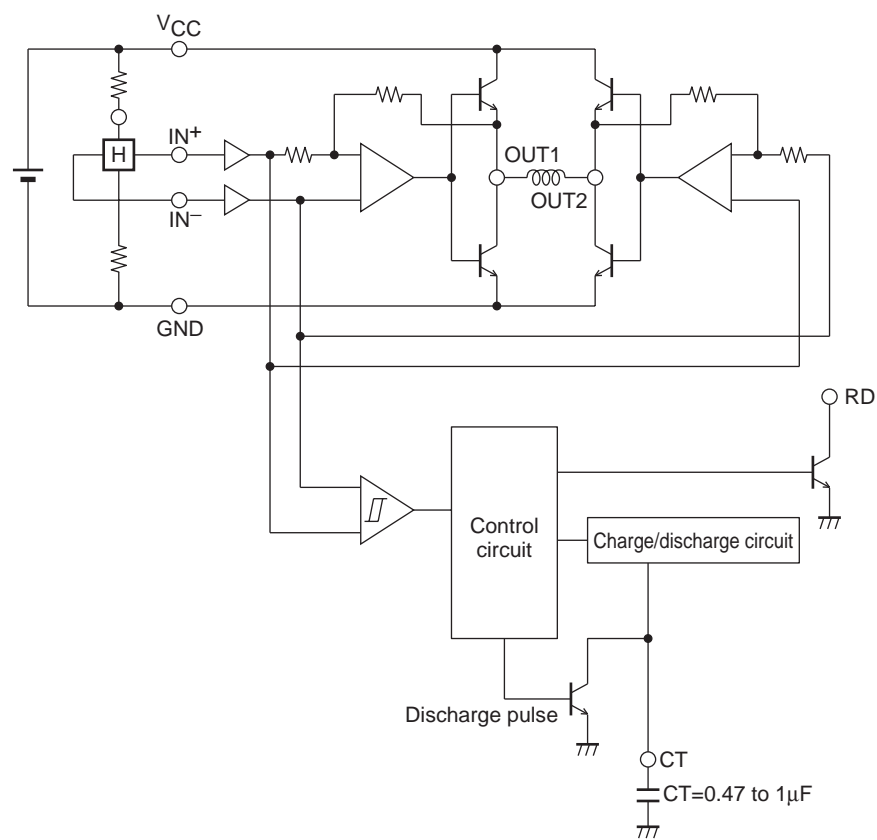 VCC
IN+
H
OUT1
OUT2
IN−
GND
RD
Control
circuit
Charge/discharge circuit
Discharge pulse
CT
CT=0.47 to 1μF